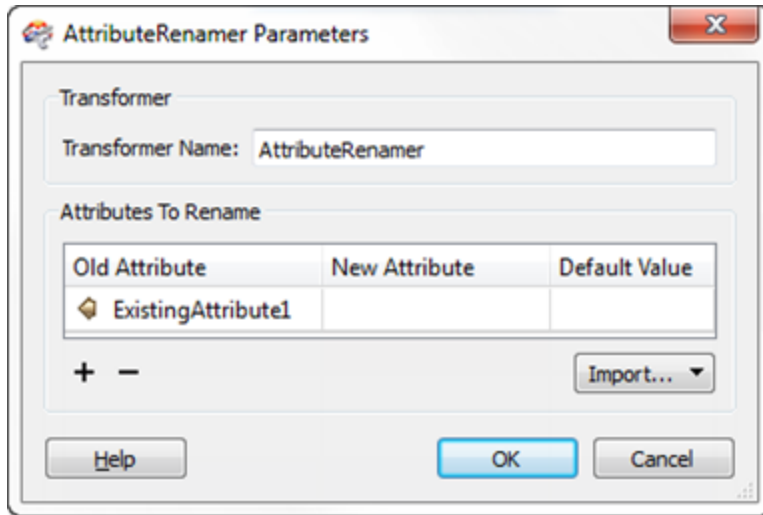 AttributeRenamer Parameters
Transformer
Transformer Name: AttributeRenamer
Attributes To Rename
Old Attribute New Attribute Default Value
ExistingAttribute1
+ − Import...
Help OK Cancel